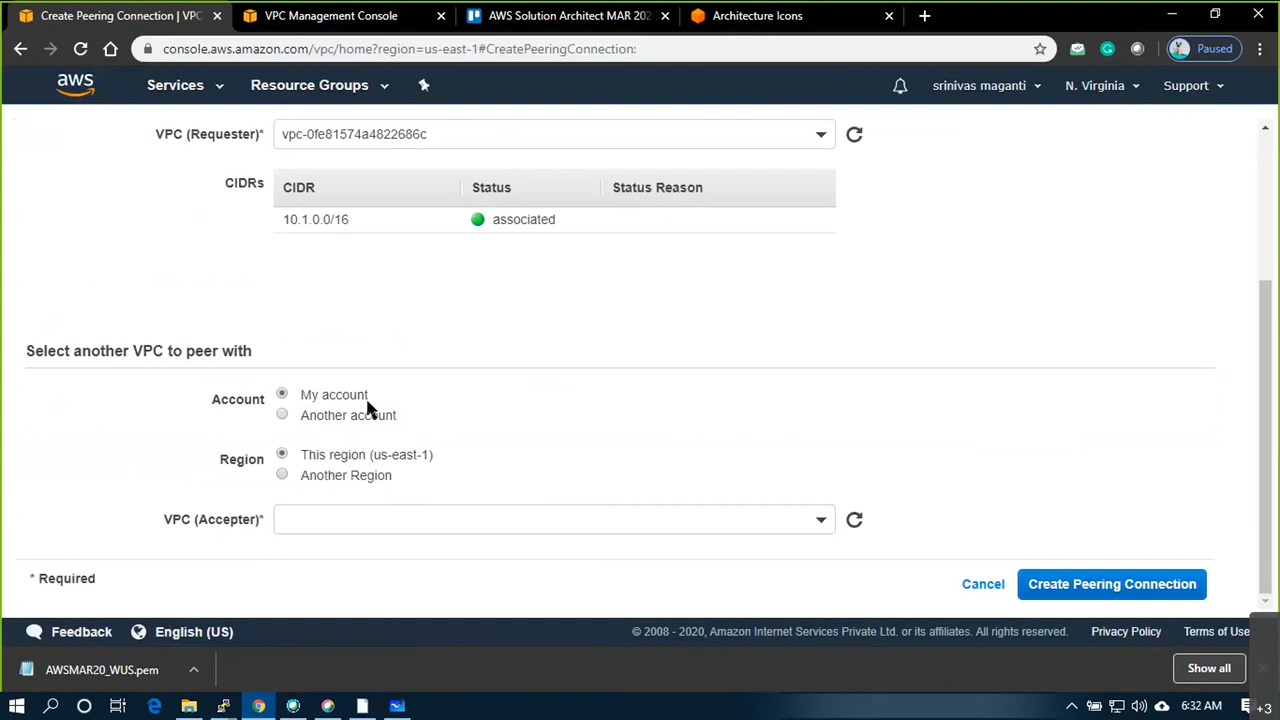 Create Peering Connection | VPC
VPC Management Console
AWS Solution Architect MAR 202
Architecture Icons
console.aws.amazon.com/vpc/home?region=us-east-1#CreatePeeringConnection:
Paused
aws
Services
Resource Groups
srinivas maganti
N. Virginia
Support
VPC (Requester)*
vpc-0fe81574a4822686c
CIDRs
CIDR
Status
Status Reason
10.1.0.0/16
associated
Select another VPC to peer with
Account
My account
Another account
Region
This region (us-east-1)
Another Region
VPC (Accepter)*
* Required
Cancel
Create Peering Connection
Feedback
English (US)
© 2008 - 2020, Amazon Internet Services Private Ltd. or its affiliates. All rights reserved.
Privacy Policy
Terms of Use
AWSMAR20_WUS.pem
Show all
6:32 AM
+3